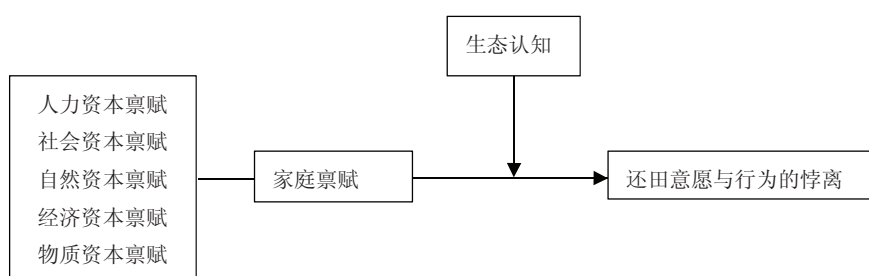 生态认知
人力资本禀赋
社会资本禀赋
自然资本禀赋
经济资本禀赋
物质资本禀赋
家庭禀赋
还田意愿与行为的悖离